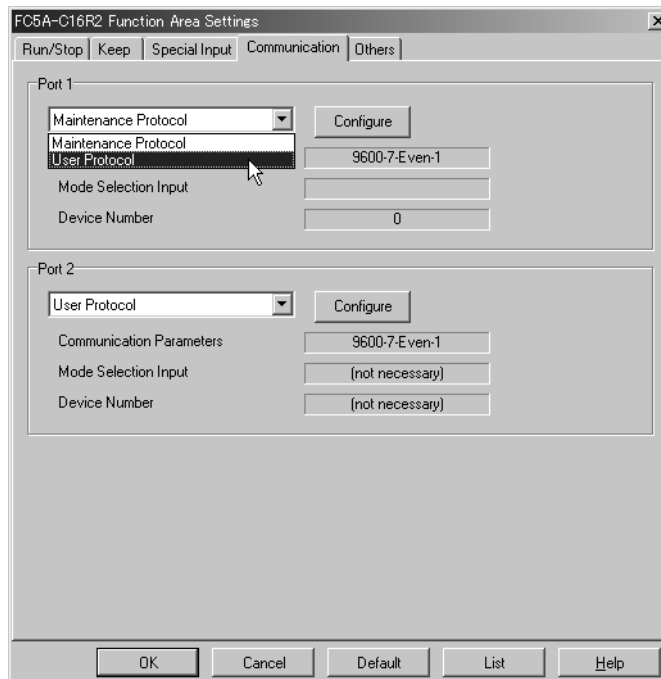 FC5A-C16R2 Function Area Settings
Run/Stop Keep Special Input Communication Others
Port 1
Maintenance Protocol Configure
Maintenance Protocol
User Protocol 9600-7-Even-1
Mode Selection Input
Device Number 0
Port 2
User Protocol Configure
Communication Parameters 9600-7-Even-1
Mode Selection Input (not necessary)
Device Number (not necessary)
OK Cancel Default List Help